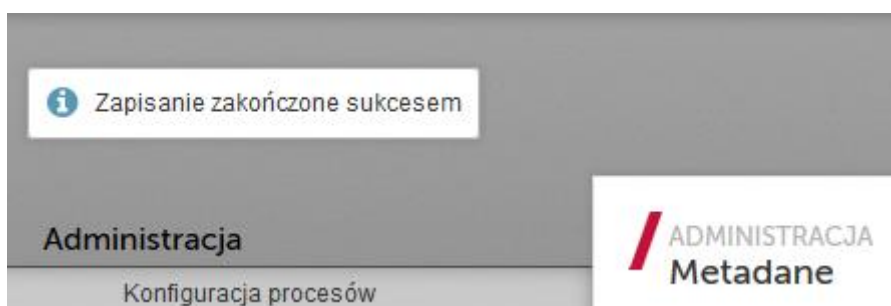 Zapisanie zakończone sukcesem
Administracja
Konfiguracja procesów
ADMINISTRACJA
Metadane